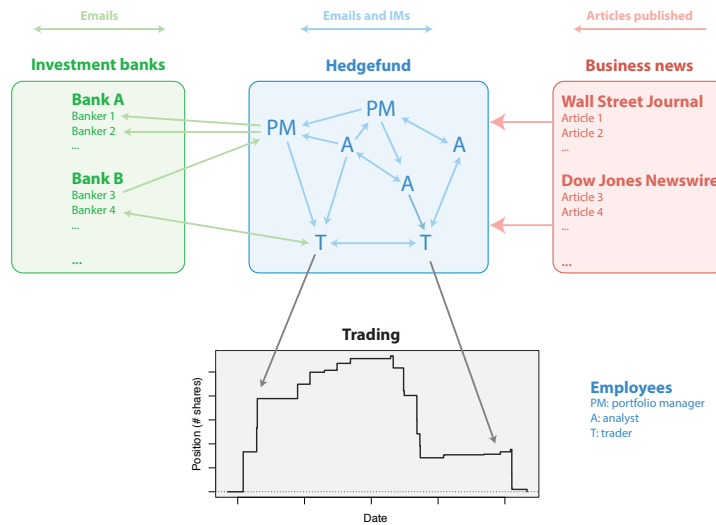 Emails
Emails and IMs
Articles published
Investment banks
Hedgefund
Business news
Bank A
Banker 1
Banker 2
...
Bank B
Banker 3
Banker 4
...
...
PM
PM
A
A
A
T
T
Wall Street Journal
Article 1
Article 2
...
Dow Jones Newswire
Article 3
Article 4
...
...
Trading
Position (# shares)
Date
Employees
PM: portfolio manager
A: analyst
T: trader